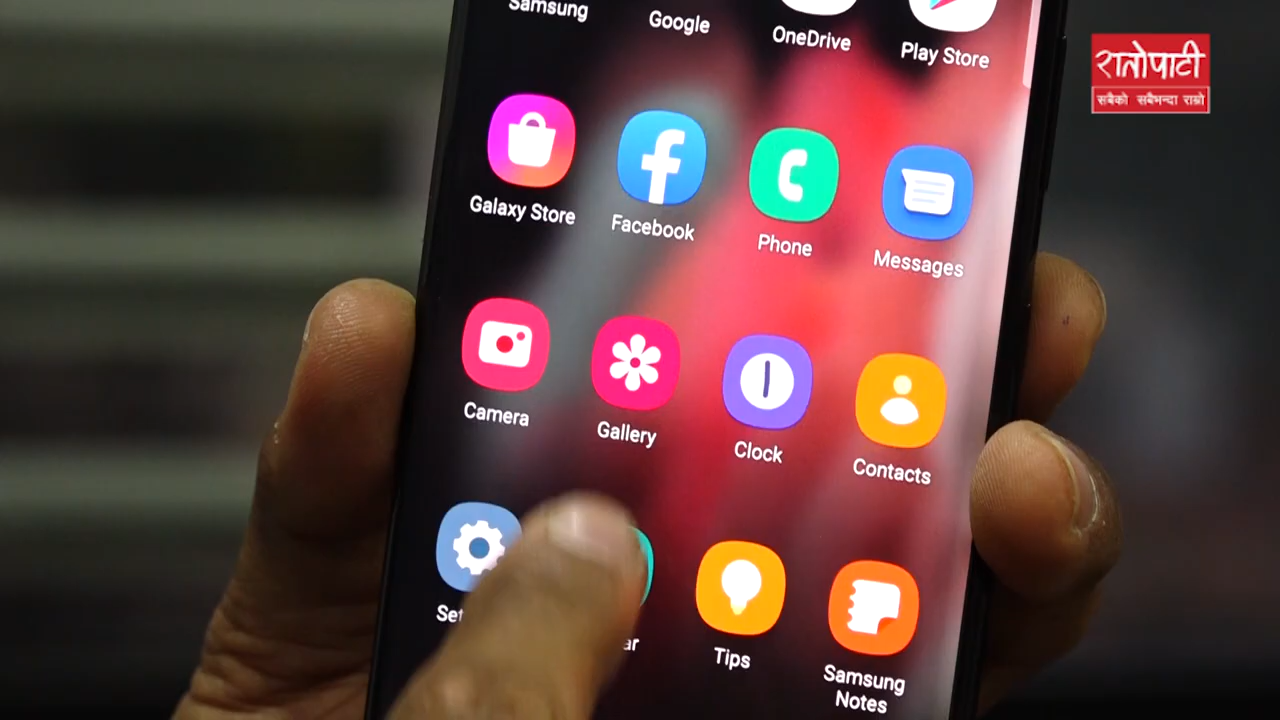 Samsung
Google
OneDrive
Play Store
रातोपाटी
सबैको सबैभन्दा राम्रो
Galaxy Store
Facebook
Phone
Messages
Camera
Gallery
Clock
Contacts
Tips
Samsung
Notes